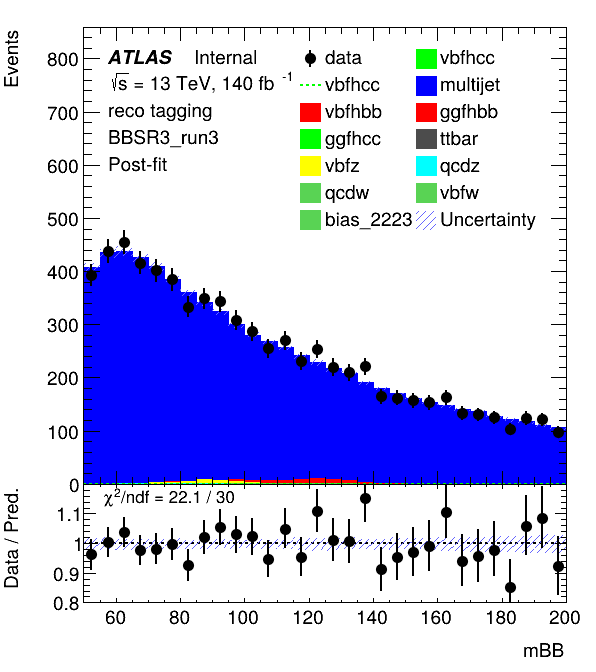 Events
800
700
600
500
400
300
200
100
0
ATLAS Internal
√s = 13 TeV, 140 fb -1
reco tagging
BBSR3_run3
Post-fit
data
vbfhcc
vbfhcc
multijet
vbfhbb
ggfhbb
ggfhcc
ttbar
vbfz
qcdz
qcdw
vbfw
bias_2223
Uncertainty
Data / Pred.
χ²/ndf = 22.1 / 30
1.1
1
0.9
0.8
60 80 100 120 140 160 180 200
mBB